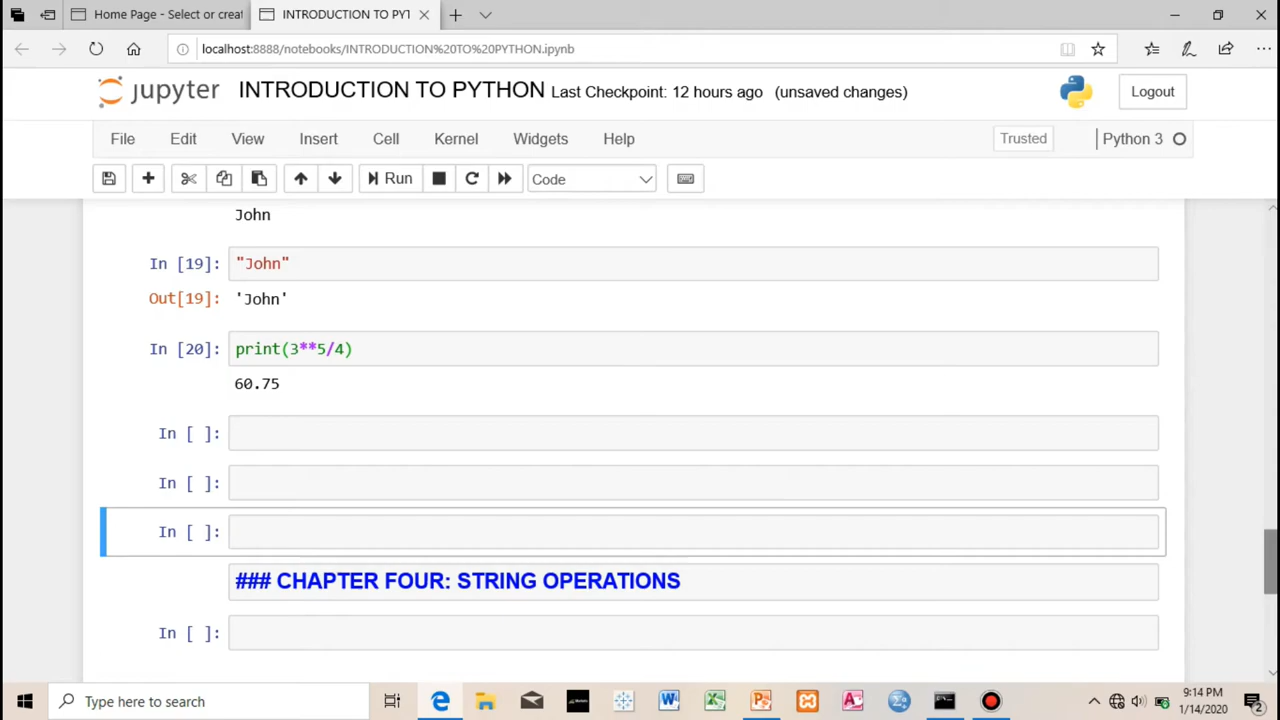 Home Page - Select or creat
INTRODUCTION TO PYT
localhost:8888/notebooks/INTRODUCTION%20TO%20PYTHON.ipynb
jupyter INTRODUCTION TO PYTHON Last Checkpoint: 12 hours ago (unsaved changes)
Logout
File Edit View Insert Cell Kernel Widgets Help
Trusted
Python 3
Run
Code
John
In [19]: "John"
Out[19]: 'John'
In [20]: print(3**5/4)
60.75
In [ ]:
In [ ]:
In [ ]:
### CHAPTER FOUR: STRING OPERATIONS
In [ ]:
Type here to search
9:14 PM
1/14/2020
2